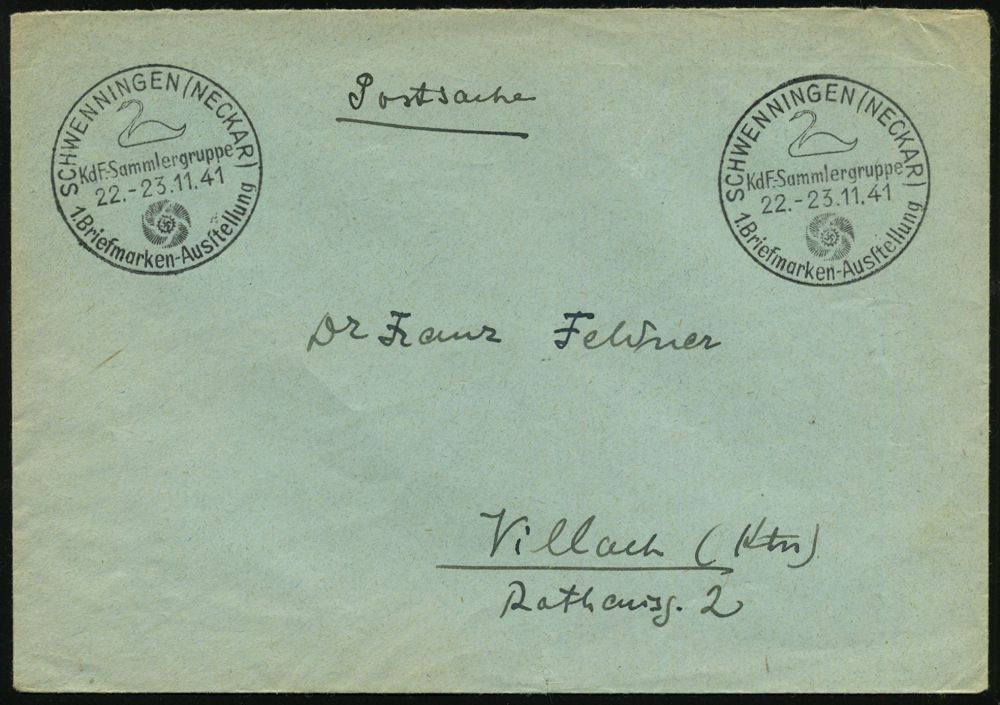 SCHWENNINGEN (NECKAR)
KdF.-Sammlergruppe
22.-23.11.41
1.Briefmarken-Ausſtellung
Postsache
SCHWENNINGEN (NECKAR)
KdF.-Sammlergruppe
22.-23.11.41
1.Briefmarken-Ausſtellung
Dr Franz Feldner
Villach (Ktn)
Rathausg. 2